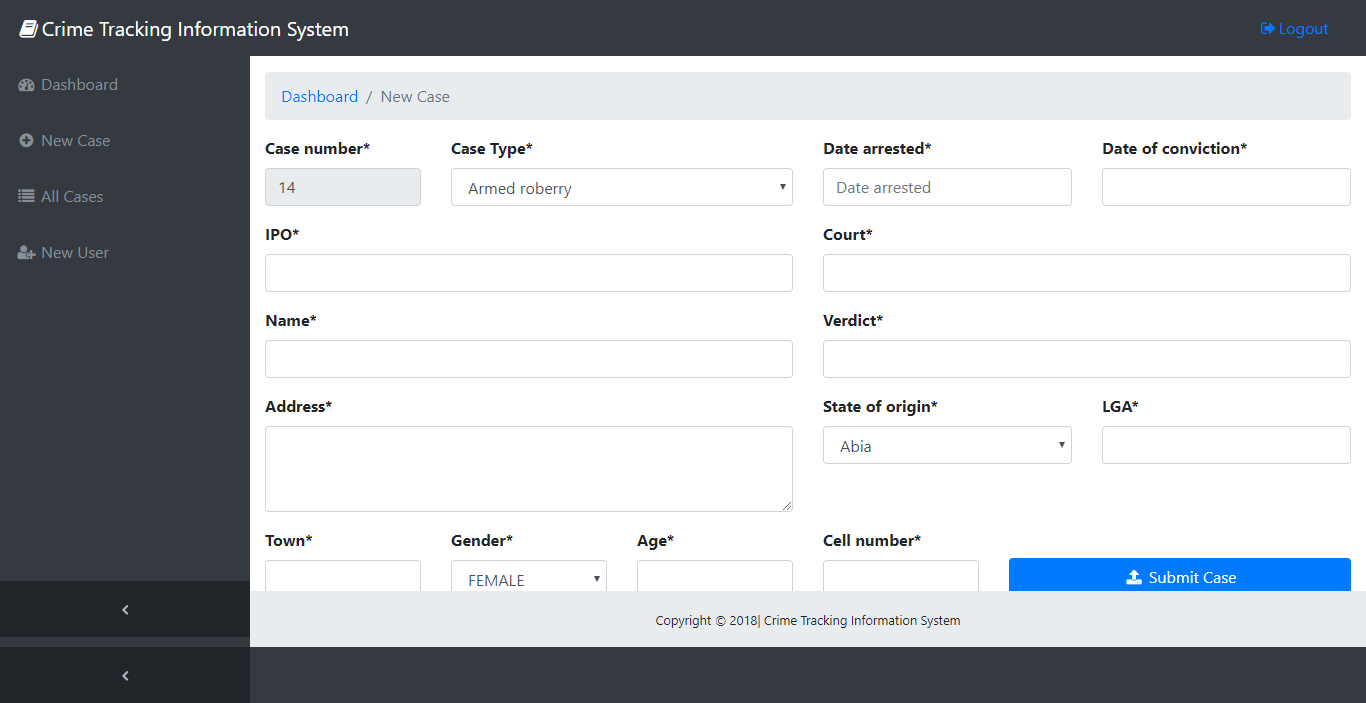 Crime Tracking Information System
Logout
Dashboard
New Case
All Cases
New User
Dashboard / New Case
Case number* Case Type* Date arrested* Date of conviction*
14 Armed roberry Date arrested
IPO* Court*
Name* Verdict*
Address* State of origin* LGA*
Abia
Town* Gender* Age* Cell number*
FEMALE Submit Case
Copyright © 2018| Crime Tracking Information System